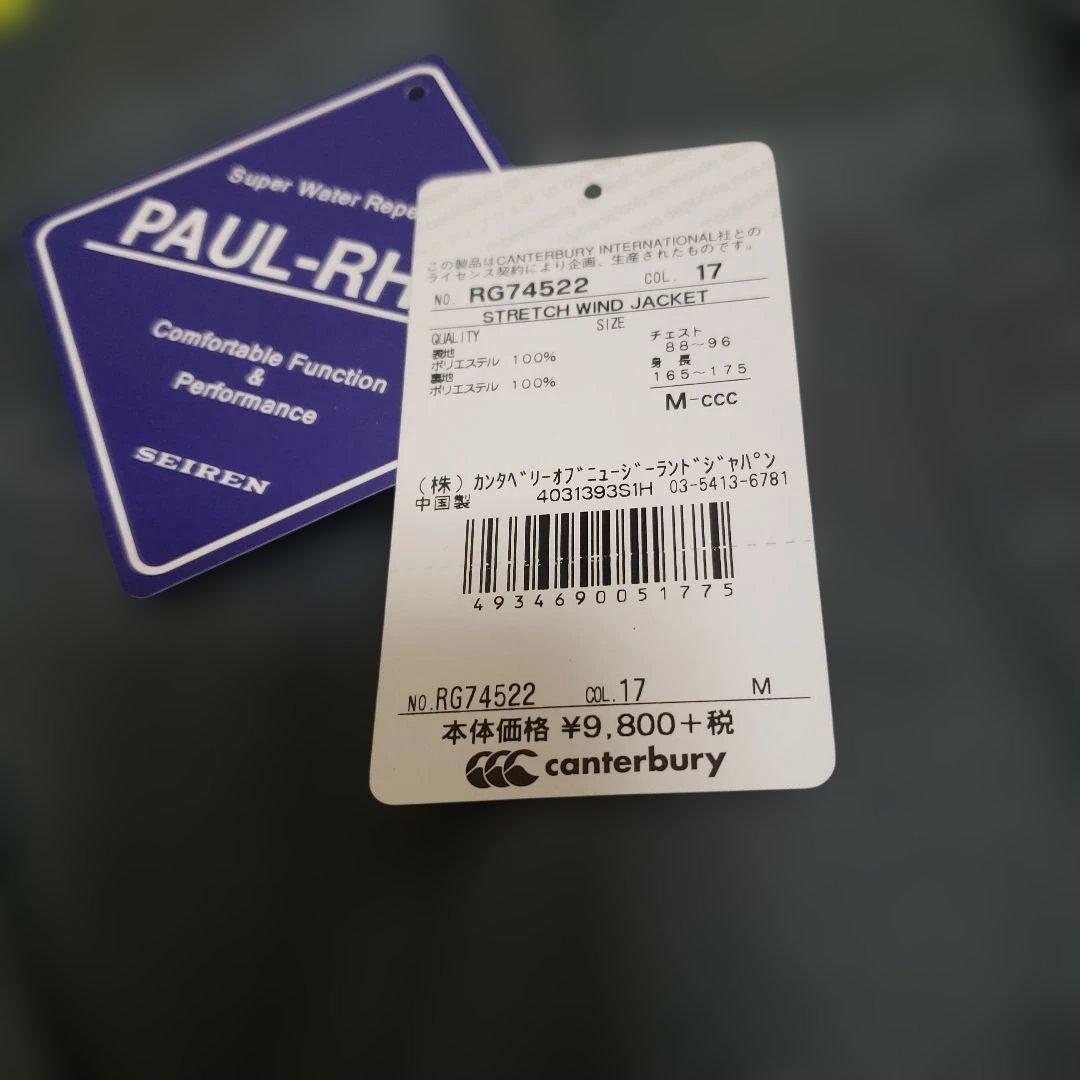 Super Water Repe
PAUL-RH
Comfortable Function
&
Performance
SEIREN
この製品はCANTERBURY INTERNATIONAL社との
ライセンス契約により企画、生産されたものです。
NO. RG74522 COL. 17
STRETCH WIND JACKET
QUALITY SIZE
表地
ポリエステル 100%
裏地
ポリエステル 100%
チェスト
88~96
身 長
165~175
M-ccc
(株) カンタベリーオブニュージーランドジャパン
中国製 4031393S1H 03-5413-6781
4934690051775
NO.RG74522 COL.17 M
本体価格 ¥9,800+税
canterbury